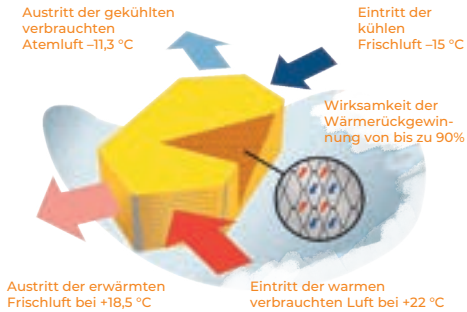 Austritt der gekühlten
verbrauchten
Atemluft –11,3 °C
Eintritt der
kühlen
Frischluft –15 °C
Wirksamkeit der
Wärmerückgewin-
nung von bis zu 90%
Austritt der erwärmten
Frischluft bei +18,5 °C
Eintritt der warmen
verbrauchten Luft bei +22 °C